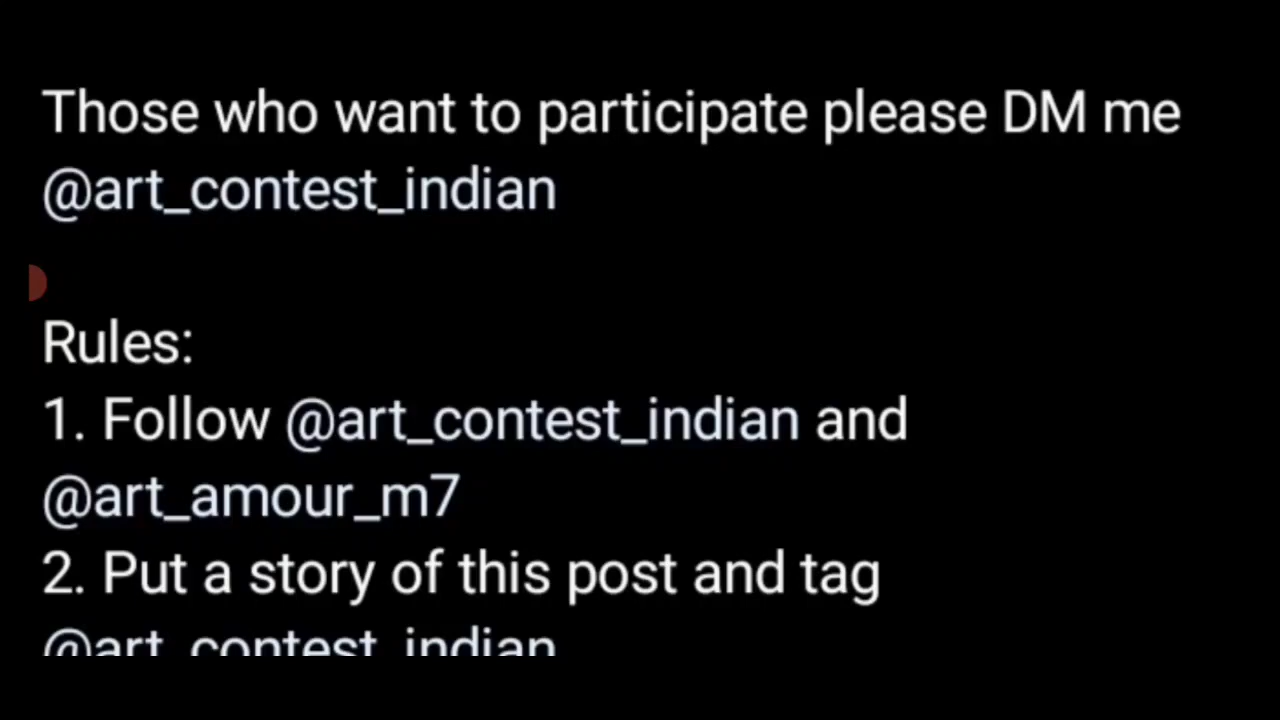 Those who want to participate please DM me
@art_contest_indian
Rules:
1. Follow @art_contest_indian and
@art_amour_m7
2. Put a story of this post and tag
@art_contest_indian